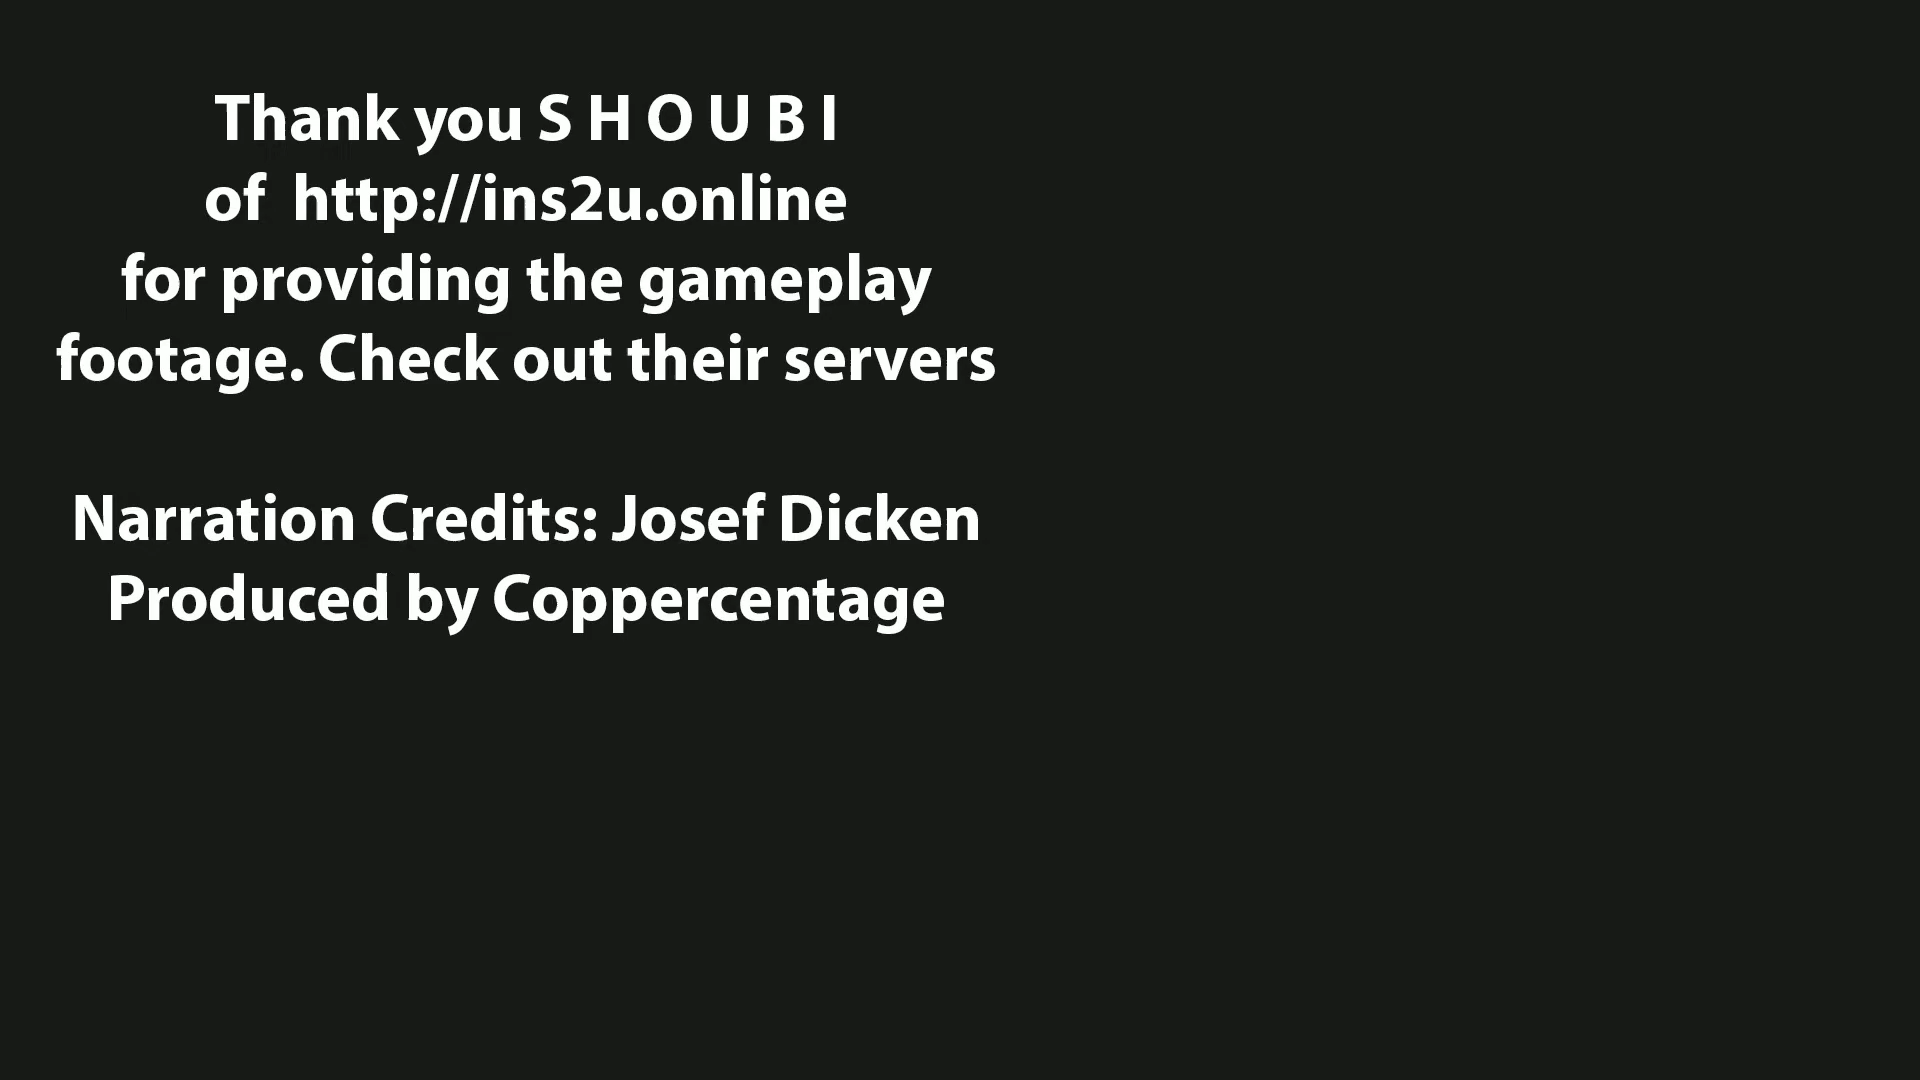 Thank you S H O U B I
of  http://ins2u.online
for providing the gameplay
footage. Check out their servers
Narration Credits: Josef Dicken
Produced by Coppercentage